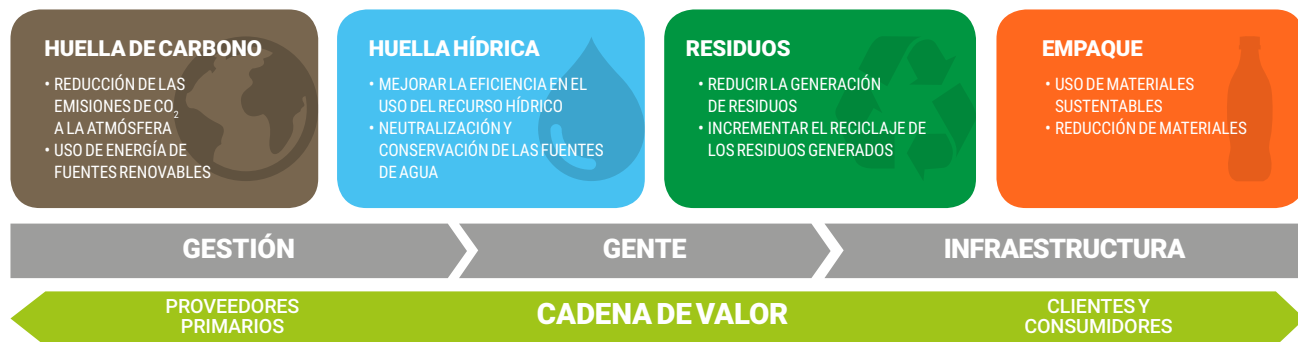 HUELLA DE CARBONO
• REDUCCIÓN DE LAS
EMISIONES DE CO₂
A LA ATMÓSFERA
• USO DE ENERGÍA DE
FUENTES RENOVABLES
HUELLA HÍDRICA
• MEJORAR LA EFICIENCIA EN EL
USO DEL RECURSO HÍDRICO
• NEUTRALIZACIÓN Y
CONSERVACIÓN DE LAS FUENTES
DE AGUA
RESIDUOS
• REDUCIR LA GENERACIÓN
DE RESIDUOS
• INCREMENTAR EL RECICLAJE DE
LOS RESIDUOS GENERADOS
EMPAQUE
• USO DE MATERIALES
SUSTENTABLES
• REDUCCIÓN DE MATERIALES
GESTIÓN
GENTE
INFRAESTRUCTURA
PROVEEDORES
PRIMARIOS
CADENA DE VALOR
CLIENTES Y
CONSUMIDORES